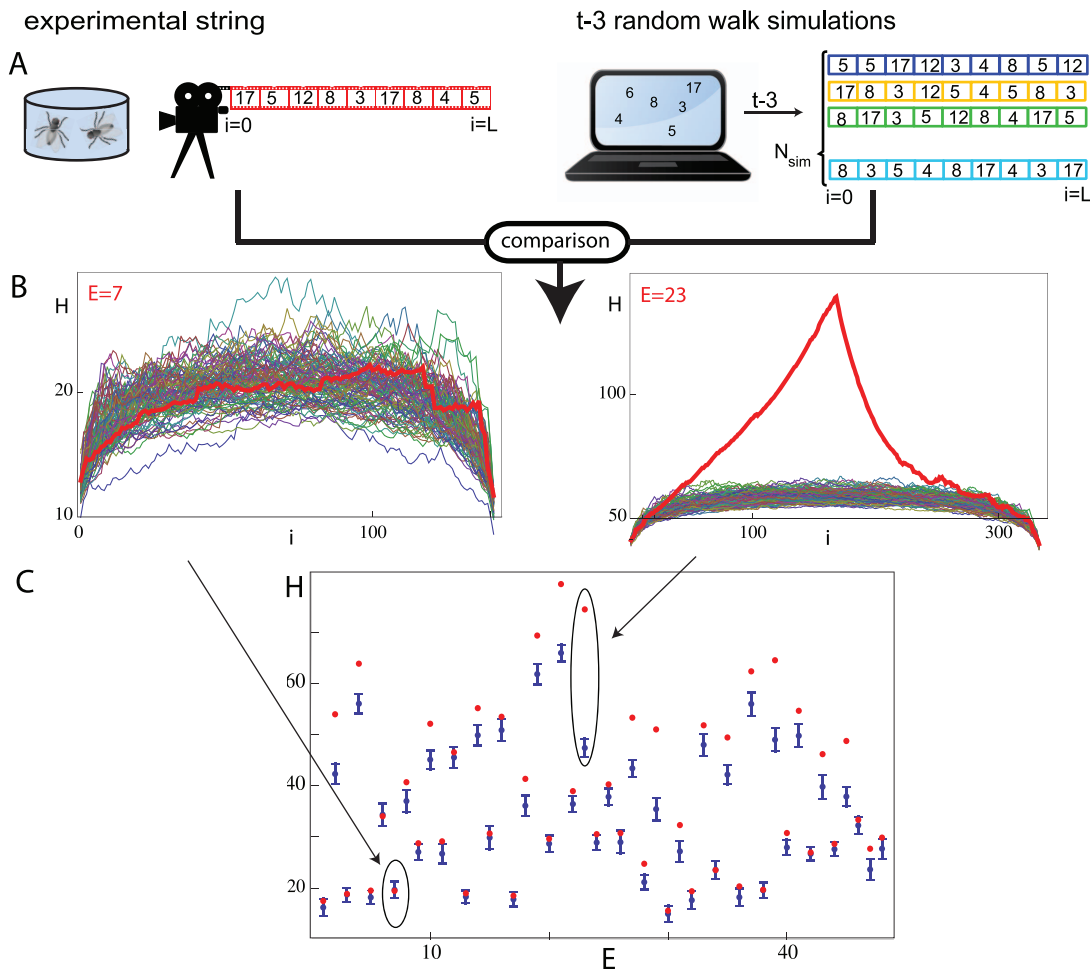 experimental string
t-3 random walk simulations
A
17 5 12 8 3 17 8 4 5
i=0
i=L
6
17
8
3
4
5
t-3
N_sim
5 5 17 12 3 4 8 5 12
17 8 3 12 5 4 5 8 3
8 17 3 5 12 8 4 17 5
8 3 5 4 8 17 4 3 17
i=0
i=L
comparison
B
H
E=7
20
10
0
100
i
H
E=23
100
50
100
300
i
C
H
60
40
20
10
40
E